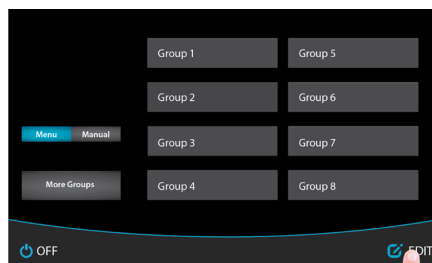 Group 1
Group 5
Group 2
Group 6
Menu
Manual
Group 3
Group 7
More Groups
Group 4
Group 8
OFF
EDIT